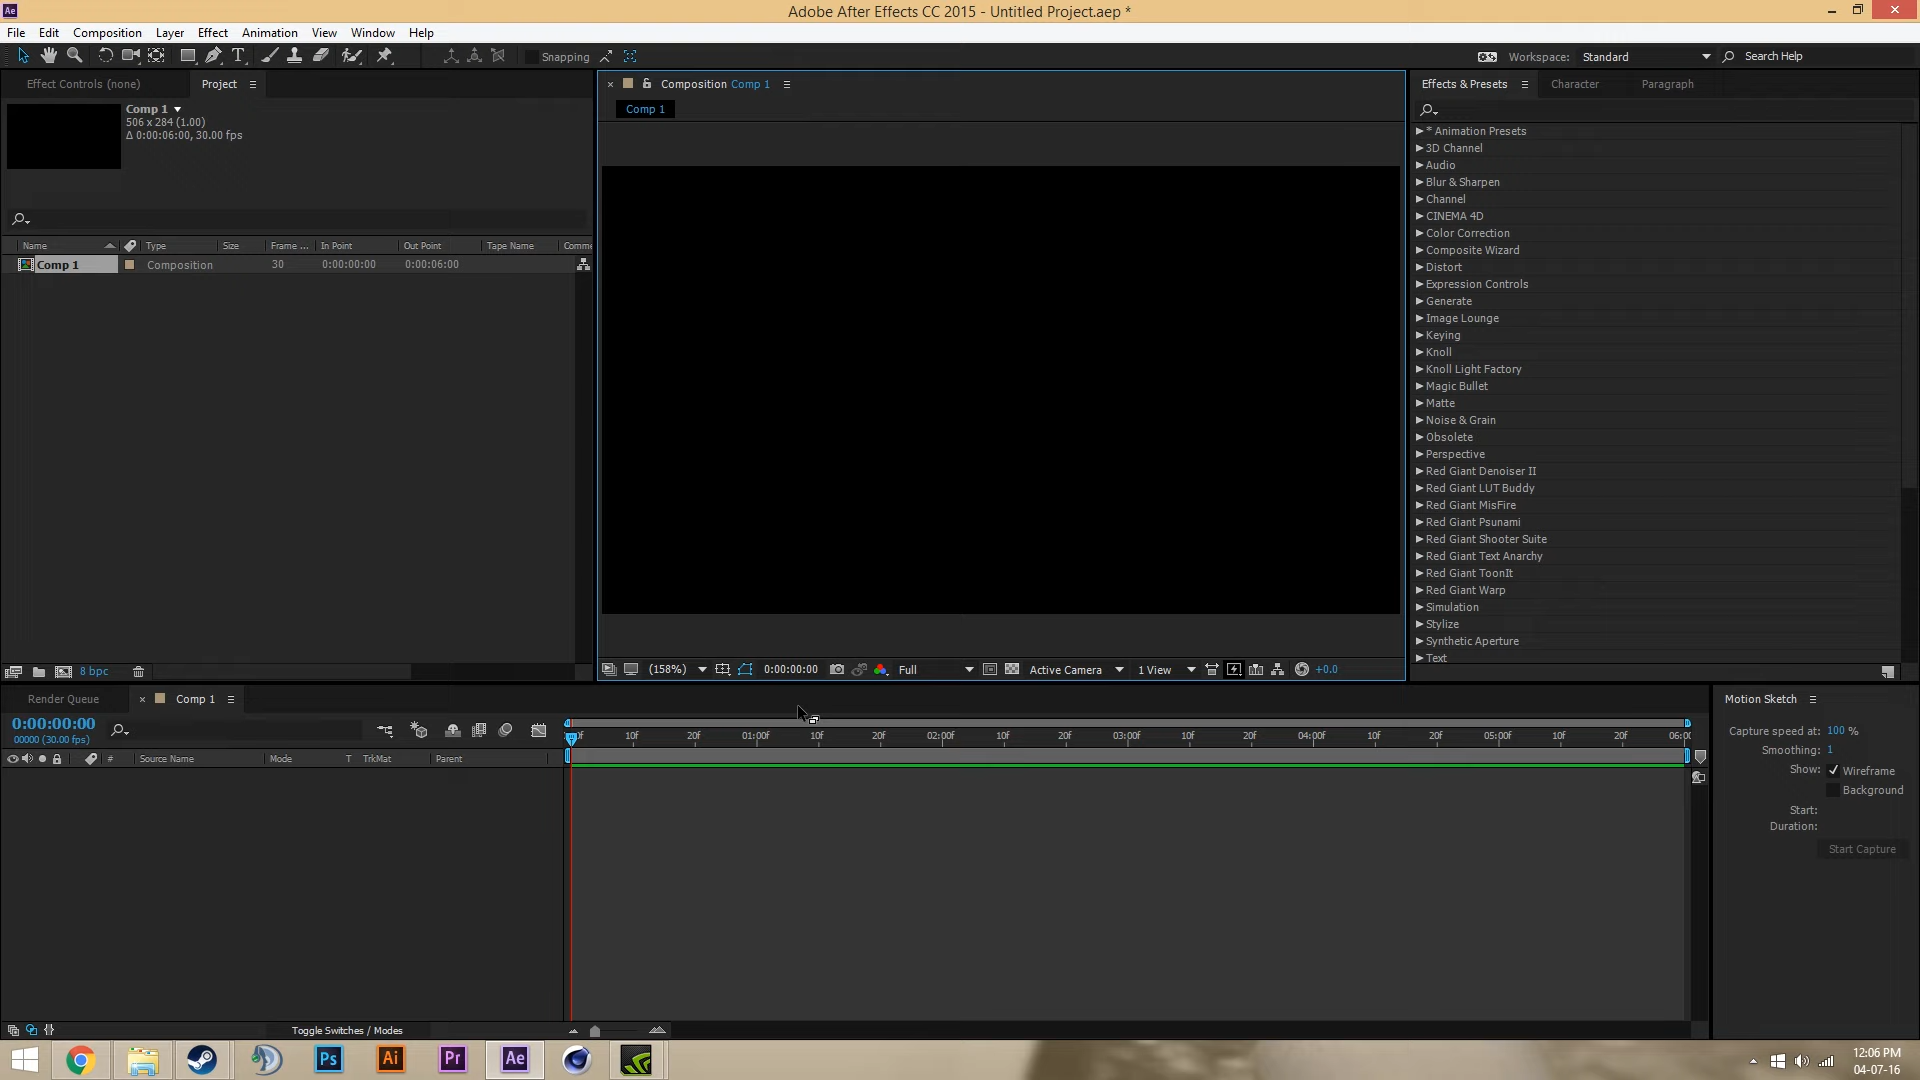 Ae
Adobe After Effects CC 2015 - Untitled Project.aep *
File Edit Composition Layer Effect Animation View Window Help
Snapping
Workspace: Standard
Search Help
Effect Controls (none)
Project
Comp 1
506 x 284 (1.00)
Δ 0:00:06:00, 30.00 fps
Name Type Size Frame ... In Point Out Point Tape Name Comme
Comp 1 Composition 30 0:00:00:00 0:00:06:00
8 bpc
Composition Comp 1
Comp 1
(158%) 0:00:00:00 Full Active Camera 1 View +0.0
Effects & Presets Character Paragraph
* Animation Presets
3D Channel
Audio
Blur & Sharpen
Channel
CINEMA 4D
Color Correction
Composite Wizard
Distort
Expression Controls
Generate
Image Lounge
Keying
Knoll
Knoll Light Factory
Magic Bullet
Matte
Noise & Grain
Obsolete
Perspective
Red Giant Denoiser II
Red Giant LUT Buddy
Red Giant MisFire
Red Giant Psunami
Red Giant Shooter Suite
Red Giant Text Anarchy
Red Giant ToonIt
Red Giant Warp
Simulation
Stylize
Synthetic Aperture
Text
Render Queue
Comp 1
0:00:00:00
00000 (30.00 fps)
# Source Name Mode T TrkMat Parent
10f 20f 01:00f 10f 20f 02:00f 10f 20f 03:00f 10f 20f 04:00f 10f 20f 05:00f 10f 20f 06:00
Toggle Switches / Modes
Motion Sketch
Capture speed at: 100 %
Smoothing: 1
Show: Wireframe
Background
Start:
Duration:
Start Capture
Ps Ai Pr Ae
12:06 PM
04-07-16